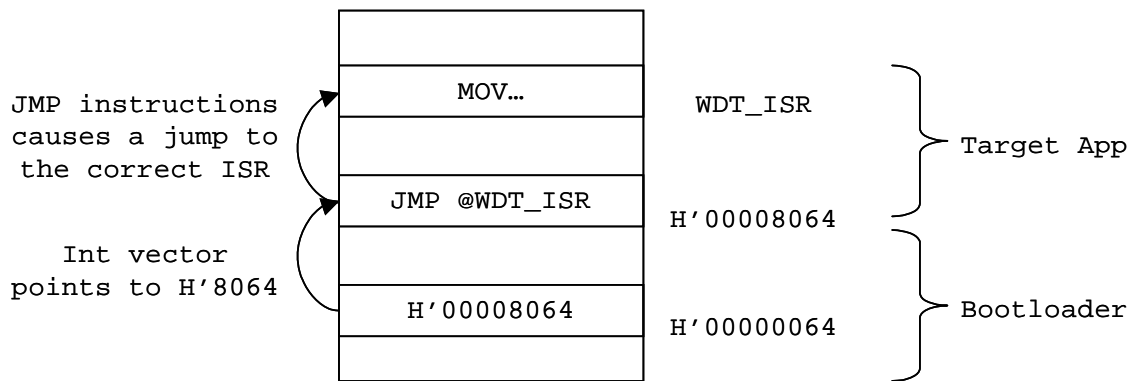 MOV…
WDT_ISR
JMP instructions
causes a jump to
the correct ISR
Target App
JMP @WDT_ISR
H’00008064
Int vector
points to H’8064
H’00008064
H’00000064
Bootloader